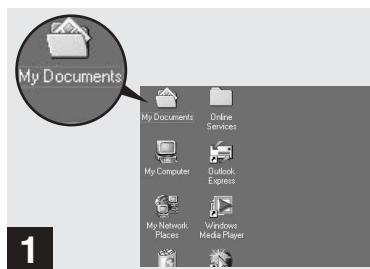 My Documents
My Documents
Online
Services
My Computer
Outlook
Express
My Network
Places
Windows
Media Player
1